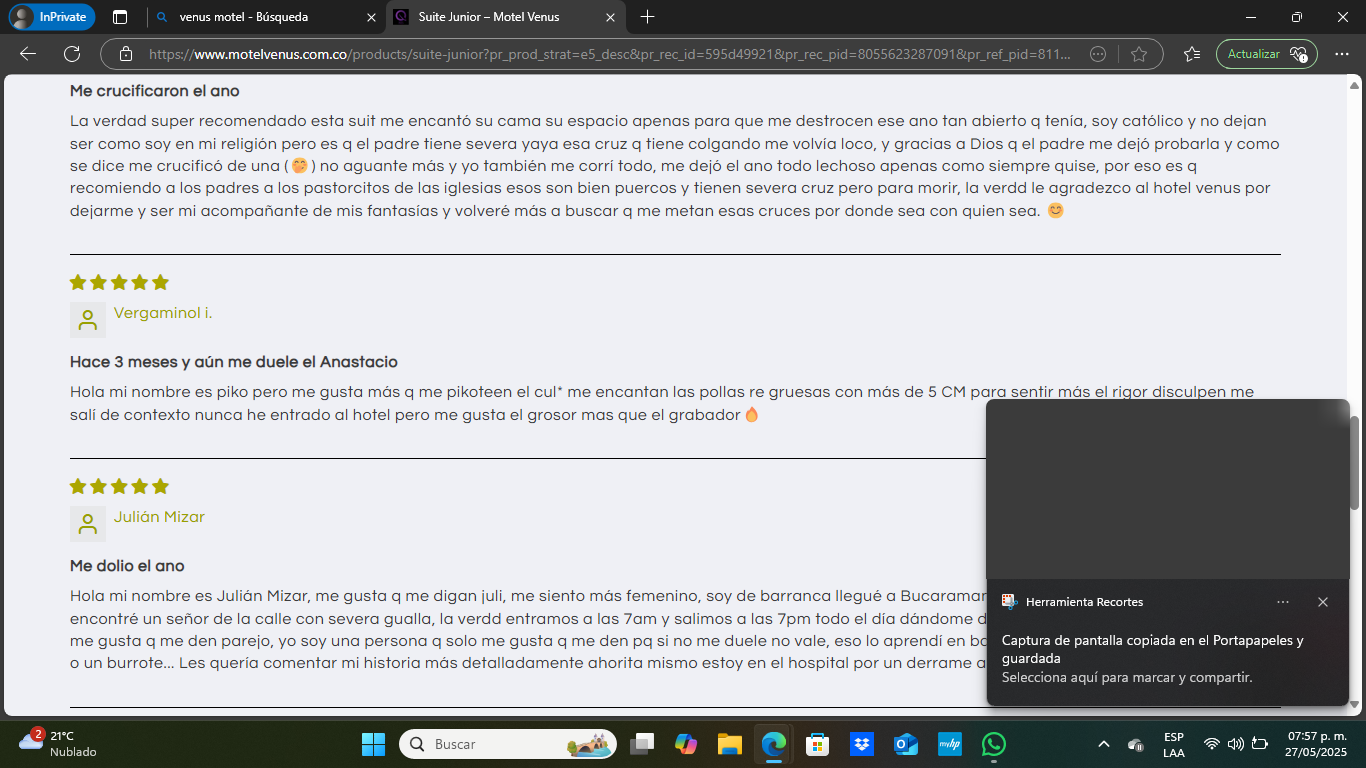 InPrivate
venus motel - Búsqueda
Suite Junior – Motel Venus
https://www.motelvenus.com.co/products/suite-junior?pr_prod_strat=e5_desc&pr_rec_id=595d49921&pr_rec_pid=8055623287091&pr_ref_pid=811...
Actualizar
Me crucificaron el ano
La verdad super recomendado esta suit me encantó su cama su espacio apenas para que me destrocen ese ano tan abierto q tenía, soy católico y no dejan
ser como soy en mi religión pero es q el padre tiene severa yaya esa cruz q tiene colgando me volvía loco, y gracias a Dios q el padre me dejó probarla y como
se dice me crucificó de una (🤭) no aguante más y yo también me corrí todo, me dejó el ano todo lechoso apenas como siempre quise, por eso es q
recomiendo a los padres a los pastorcitos de las iglesias esos son bien puercos y tienen severa cruz pero para morir, la verdd le agradezco al hotel venus por
dejarme y ser mi acompañante de mis fantasías y volveré más a buscar q me metan esas cruces por donde sea con quien sea. 😊
Vergaminol i.
Hace 3 meses y aún me duele el Anastacio
Hola mi nombre es piko pero me gusta más q me pikoteen el cul* me encantan las pollas re gruesas con más de 5 CM para sentir más el rigor disculpen me
salí de contexto nunca he entrado al hotel pero me gusta el grosor mas que el grabador 🔥
Julián Mizar
Me dolio el ano
Hola mi nombre es Julián Mizar, me gusta q me digan juli, me siento más femenino, soy de barranca llegué a Bucaraman
encontré un señor de la calle con severa gualla, la verdd entramos a las 7am y salimos a las 7pm todo el día dándome d
me gusta q me den parejo, yo soy una persona q solo me gusta q me den pq si no me duele no vale, eso lo aprendí en ba
o un burrote... Les quería comentar mi historia más detalladamente ahorita mismo estoy en el hospital por un derrame a
Herramienta Recortes
Captura de pantalla copiada en el Portapapeles y
guardada
Selecciona aquí para marcar y compartir.
2
21°C
Nublado
Buscar
myhp
ESP
LAA
07:57 p. m.
27/05/2025